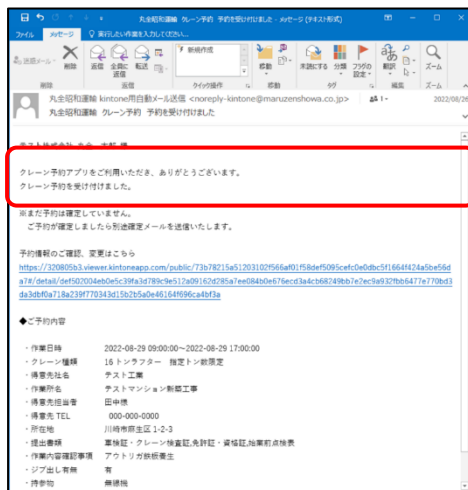 丸全昭和運輸 クレーン予約 予約を受け付けました - メッセージ (テキスト形式)
ファイル メッセージ 実行したい作業を入力してください...
迷惑メール 削除 返信 全員に返信 転送 新規作成 移動 未読にする 分類 フラグの設定 翻訳 ズーム
削除 返信 クイック操作 移動 タグ 編集 ズーム
丸全昭和運輸 kintone用自動メール送信 <noreply-kintone@maruzenshowa.co.jp>
2022/08/26
丸全昭和運輸 クレーン予約 予約を受け付けました
クレーン予約アプリをご利用いただき、ありがとうございます。
クレーン予約を受け付けました。
※まだ予約は確定していません。
ご予約が確定しましたら別途確定メールを送信いたします。
予約情報のご確認、変更はこちら
◆ご予約内容
・作業日時 2022-08-29 09:00:00~2022-08-29 17:00:00
・クレーン種類 16 トンラフター 指定トン数限定
・得意先社名 テスト工業
・作業所名 テストマンション新築工事
・得意先担当者 田中様
・得意先 TEL 000-000-0000
・所在地 川崎市麻生区 1-2-3
・提出書類 車検証・クレーン検査証,免許証・資格証,始業前点検表
・作業内容確認事項 アウトリガ鉄板養生
・ジブ出し有無 有
・持参物 無線機